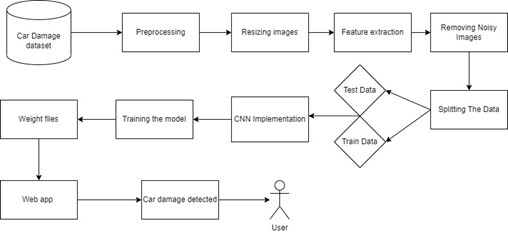 Car Damage
dataset
Preprocessing
Resizing images
Feature extraction
Removing Noisy
Images
Test Data
Splitting The Data
Train Data
CNN Implementation
Training the model
Weight files
Web app
Car damage detected
User